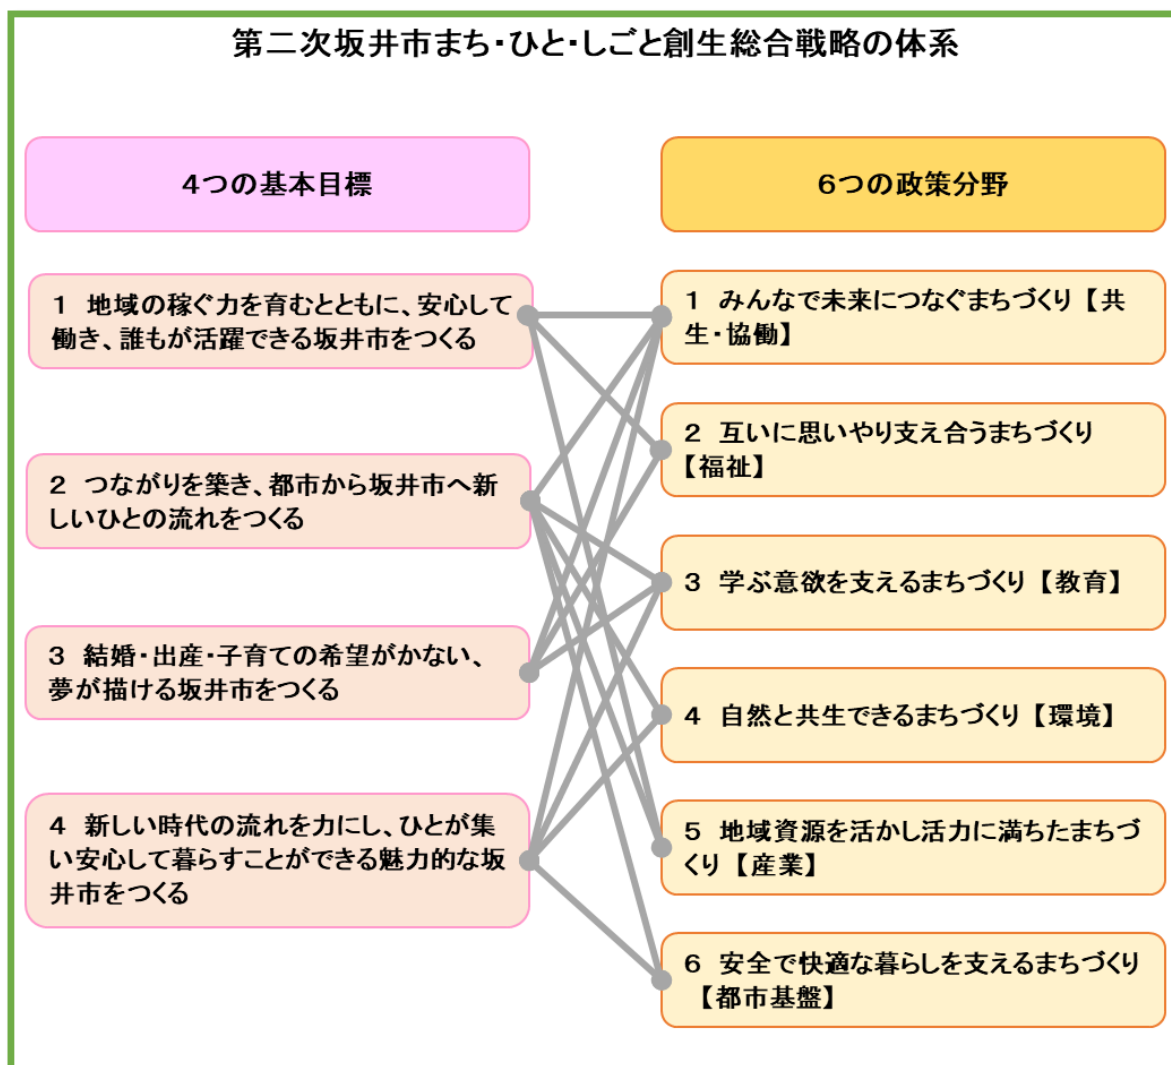 第二次坂井市まち・ひと・しごと創生総合戦略の体系
4つの基本目標
1 地域の稼ぐ力を育むとともに、安心して
働き、誰もが活躍できる坂井市をつくる
2 つながりを築き、都市から坂井市へ新
しいひとの流れをつくる
3 結婚・出産・子育ての希望がかない、
夢が描ける坂井市をつくる
4 新しい時代の流れを力にし、ひとが集
い安心して暮らすことができる魅力的な坂
井市をつくる
6つの政策分野
1 みんなで未来につなぐまちづくり【共
生・協働】
2 互いに思いやり支え合うまちづくり
【福祉】
3 学ぶ意欲を支えるまちづくり【教育】
4 自然と共生できるまちづくり【環境】
5 地域資源を活かし活力に満ちたまちづ
くり【産業】
6 安全で快適な暮らしを支えるまちづくり
【都市基盤】